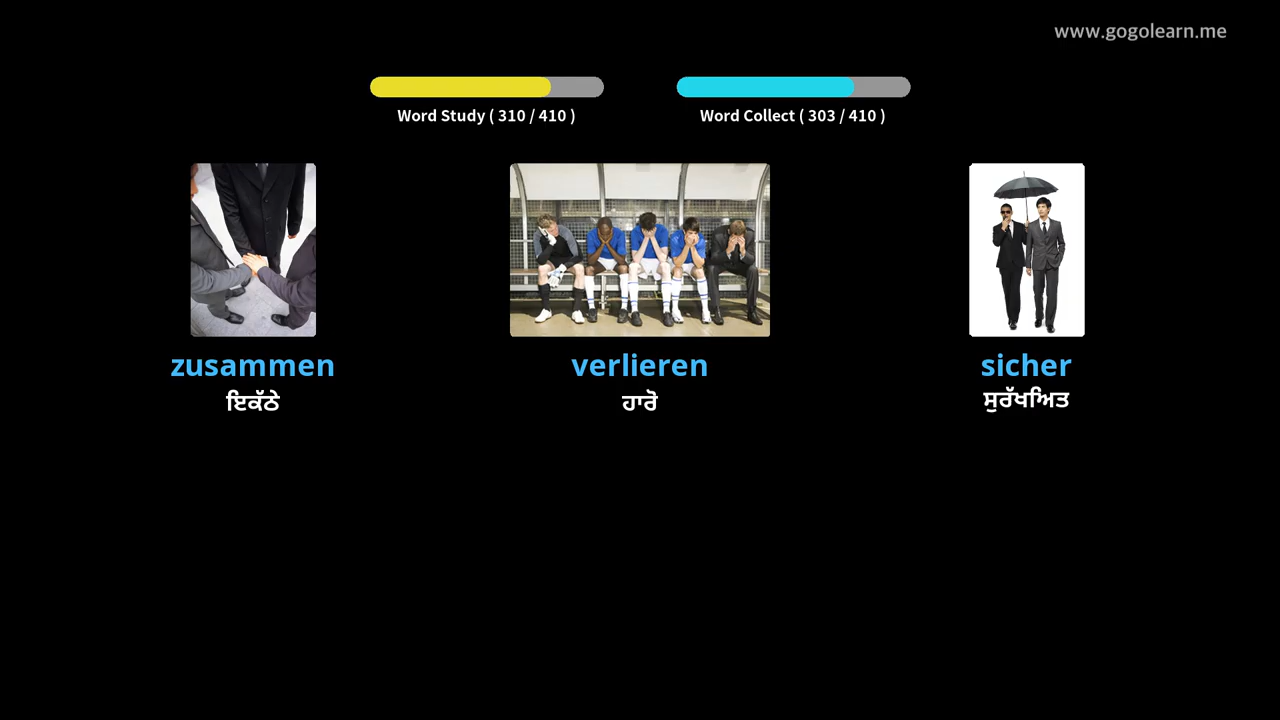 www.gogolearn.me
Word Study ( 310 / 410 )
Word Collect ( 303 / 410 )
zusammen
verlieren
sicher
ਇਕੱਠੇ
ਹਾਰੋ
ਸੁਰੱਖਿਅਤ